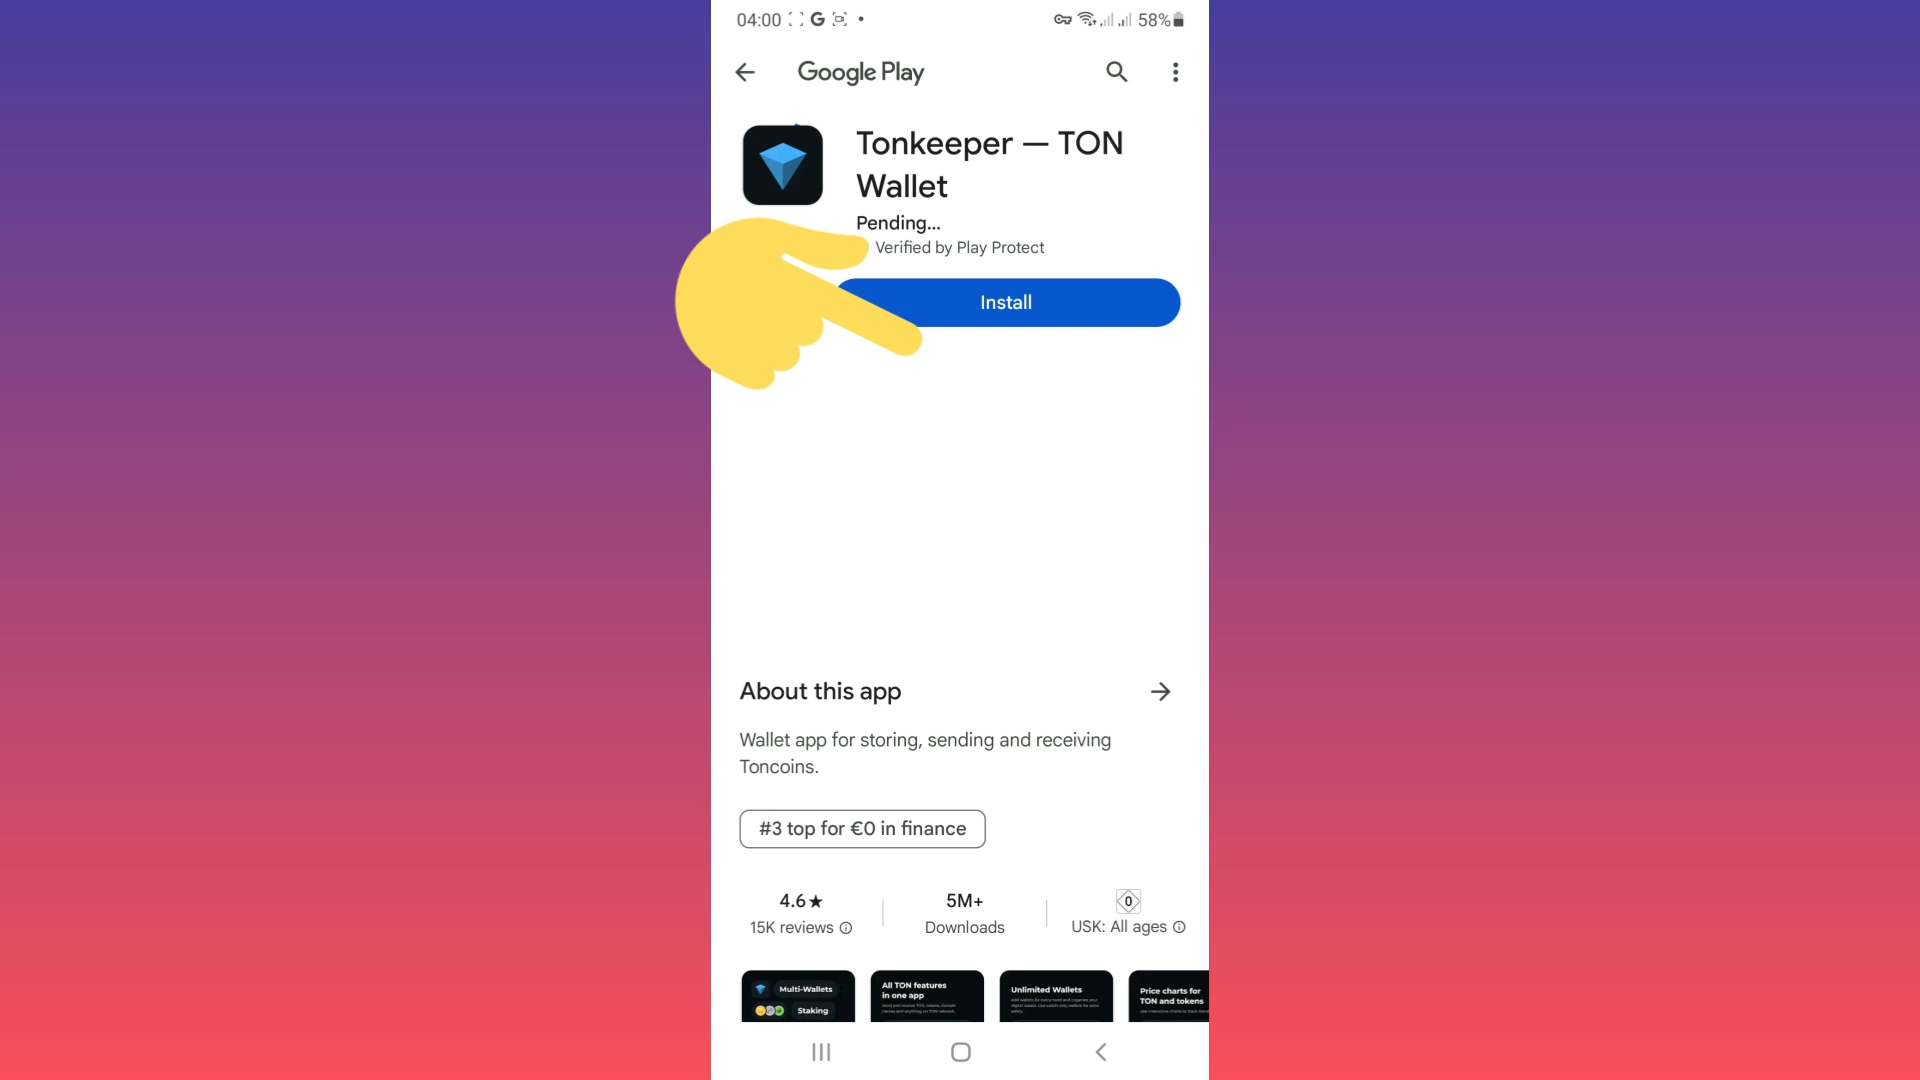 04:00 G 58%
Google Play
Tonkeeper — TON
Wallet
Pending...
Verified by Play Protect
Install
About this app
Wallet app for storing, sending and receiving
Toncoins.
#3 top for €0 in finance
4.6★ 5M+ 0
15K reviews Downloads USK: All ages
Multi-Wallets
Staking
All TON features
in one app
Unlimited Wallets
Price charts for
TON and tokens